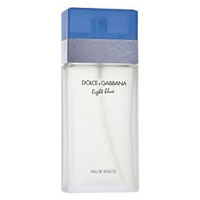 DOLCE & GABBANA
light blue
EAU DE TOILETTE